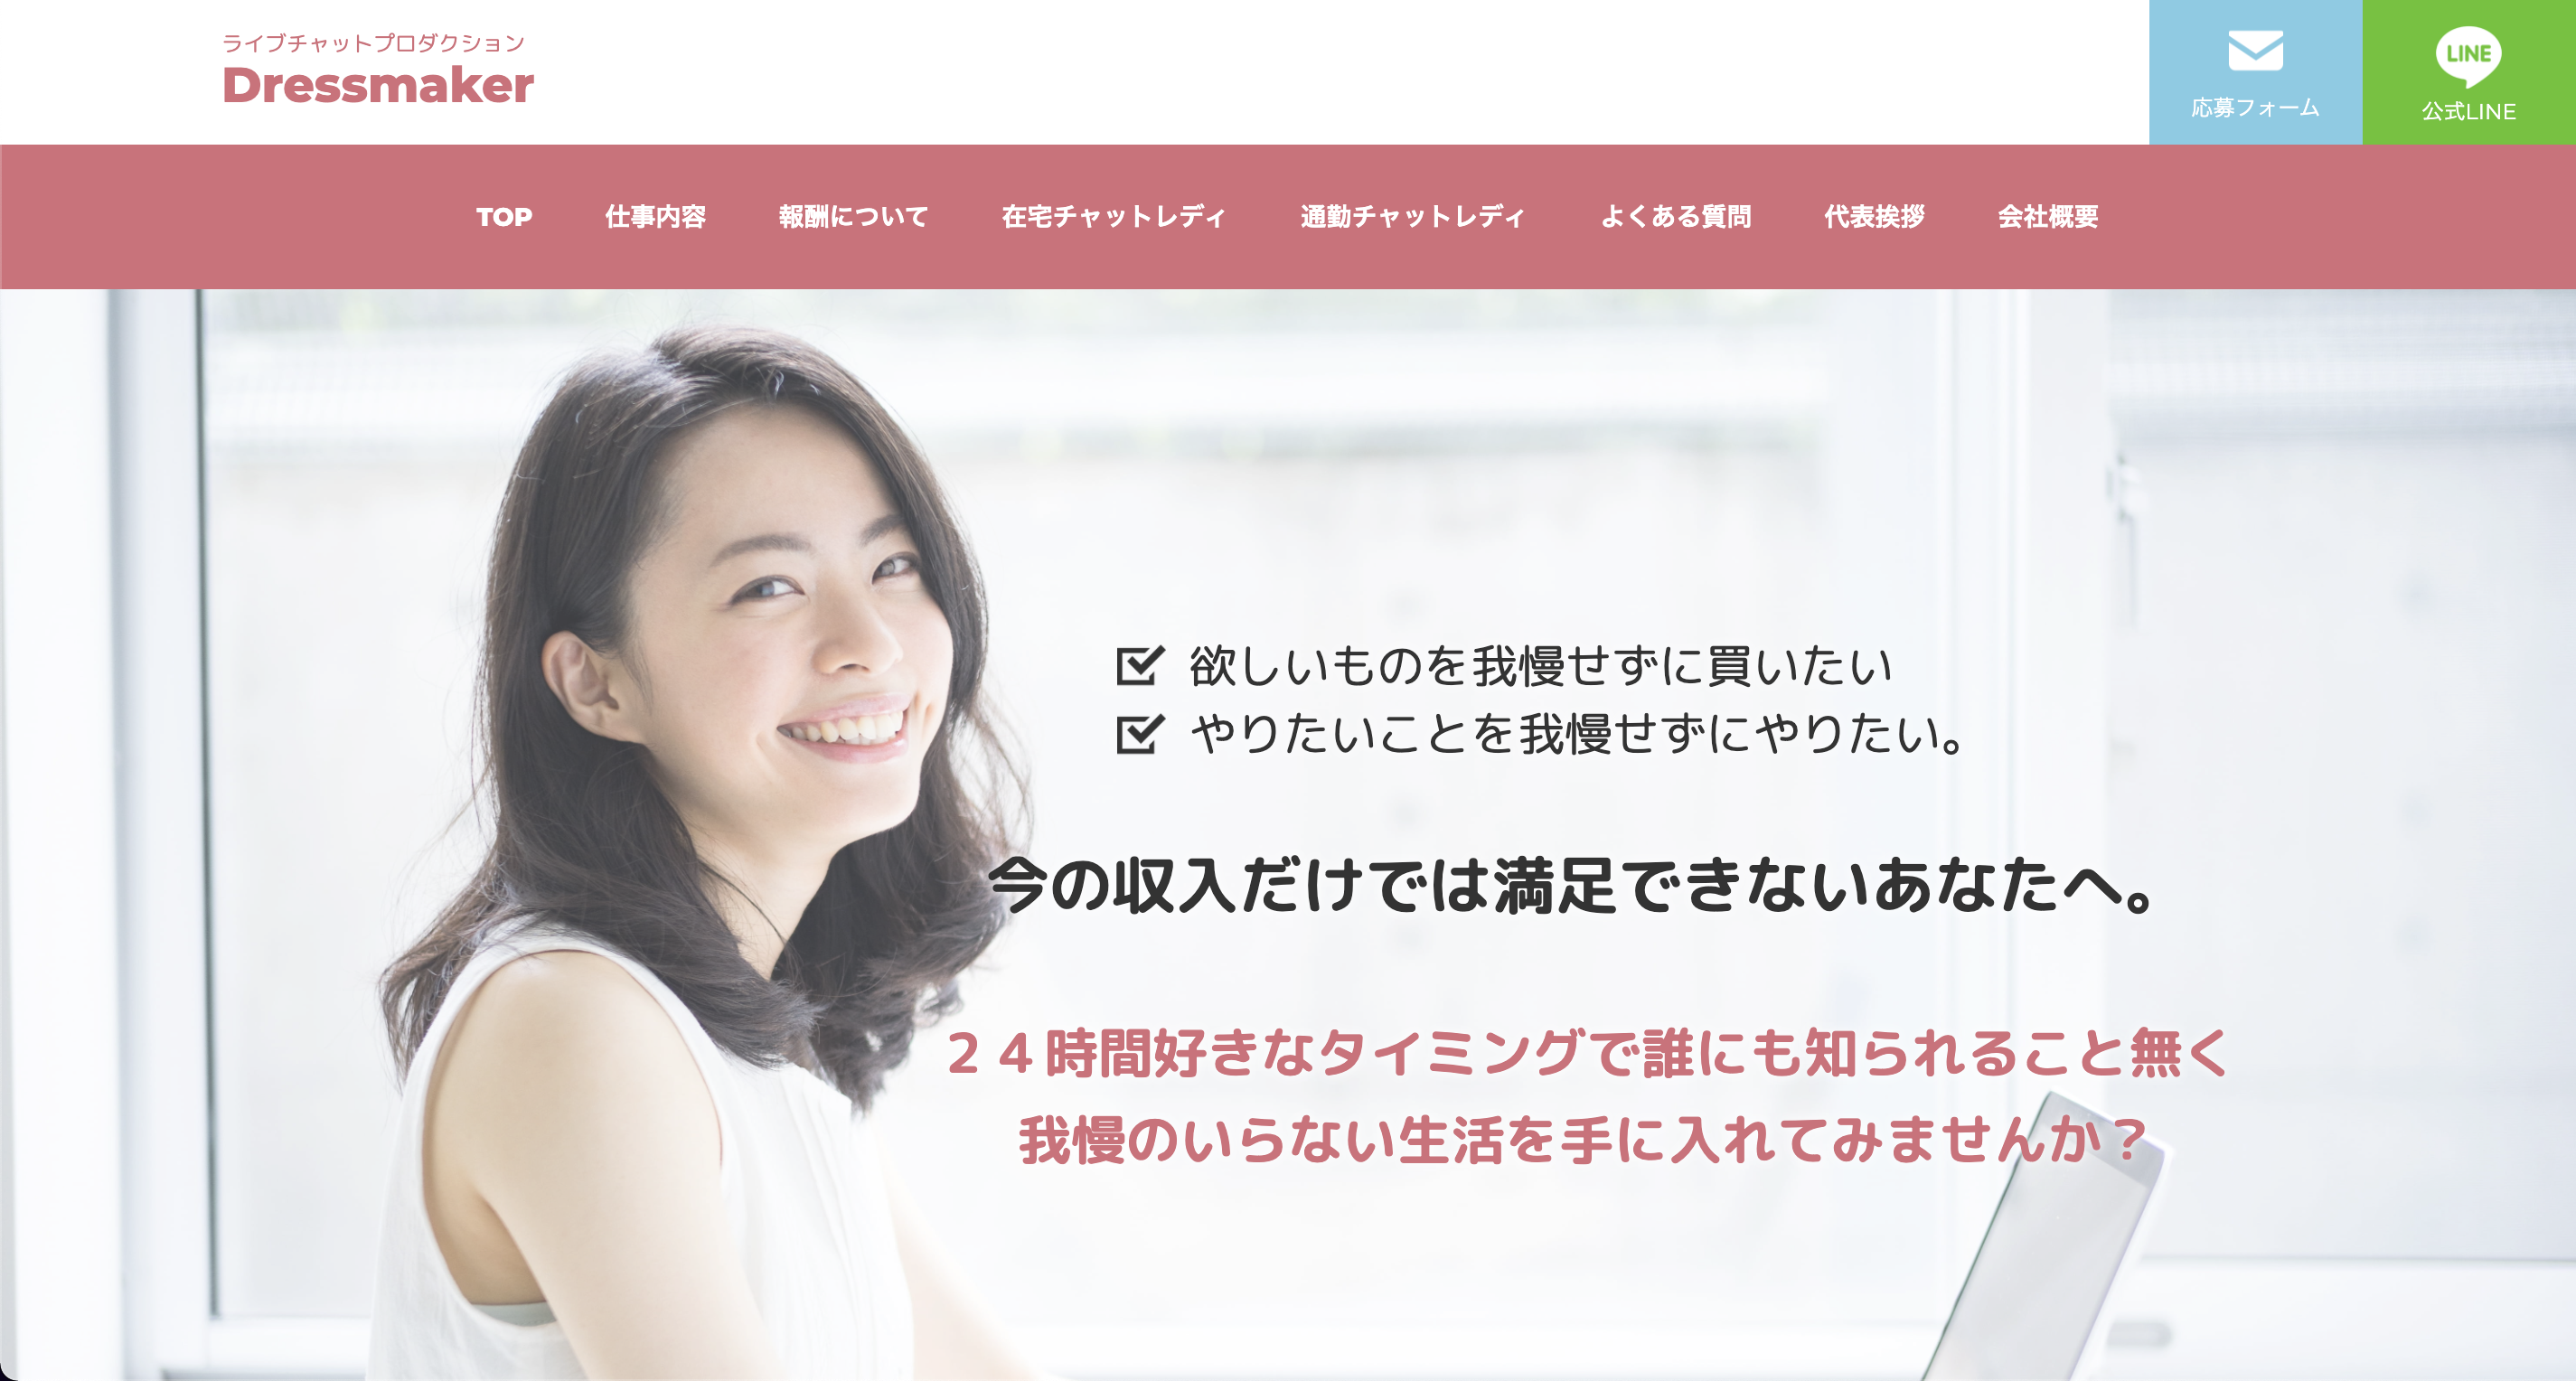 ライブチャットプロダクション
Dressmaker
応募フォーム
LINE
公式LINE
TOP 仕事内容 報酬について 在宅チャットレディ 通勤チャットレディ よくある質問 代表挨拶 会社概要
欲しいものを我慢せずに買いたい
やりたいことを我慢せずにやりたい。
今の収入だけでは満足できないあなたへ。
２４時間好きなタイミングで誰にも知られること無く
我慢のいらない生活を手に入れてみませんか？